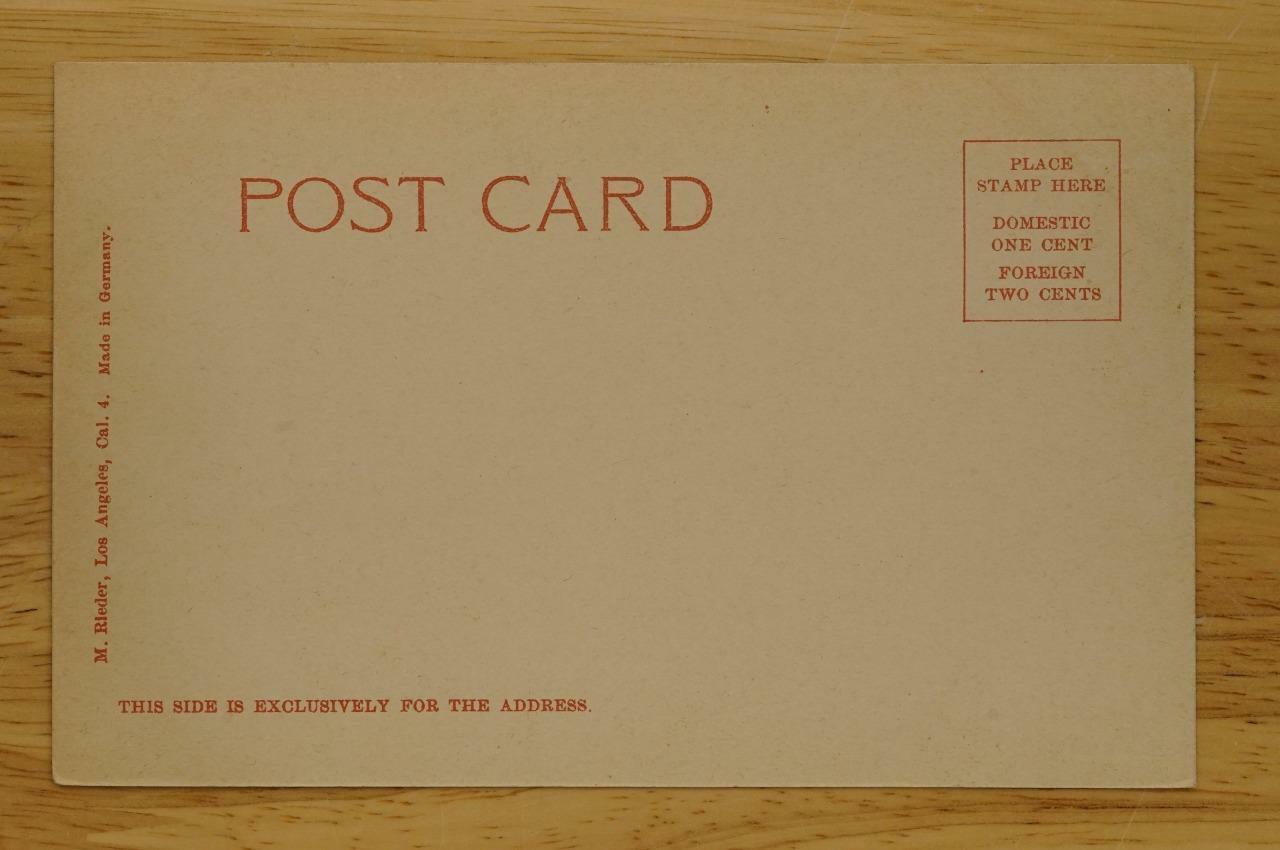 POST CARD
PLACE
STAMP HERE
DOMESTIC
ONE CENT
FOREIGN
TWO CENTS
M. Rieder, Los Angeles, Cal. 4. Made in Germany.
THIS SIDE IS EXCLUSIVELY FOR THE ADDRESS.